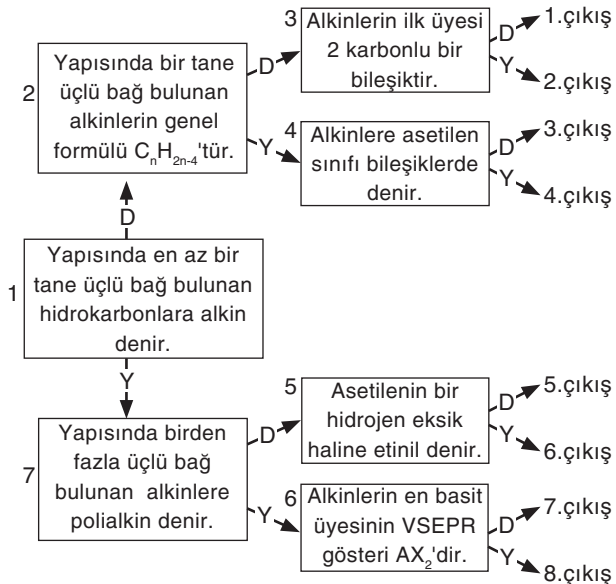 3
Alkinlerin ilk üyesi
2 karbonlu bir
bileşiktir.
D
1.çıkış
Y
2.çıkış
2
Yapısında bir tane
üçlü bağ bulunan
alkinlerin genel
formülü CₙH₂ₙ₋₄'tür.
D
Y
4
Alkinlere asetilen
sınıfı bileşiklerde
denir.
D
3.çıkış
Y
4.çıkış
D
1
Yapısında en az bir
tane üçlü bağ bulunan
hidrokarbonlara alkin
denir.
Y
5
Asetilenin bir
hidrojen eksik
haline etinil denir.
D
5.çıkış
Y
6.çıkış
7
Yapısında birden
fazla üçlü bağ
bulunan alkinlere
polialkin denir.
D
Y
6
Alkinlerin en basit
üyesinin VSEPR
gösteri AX₂'dir.
D
7.çıkış
Y
8.çıkış